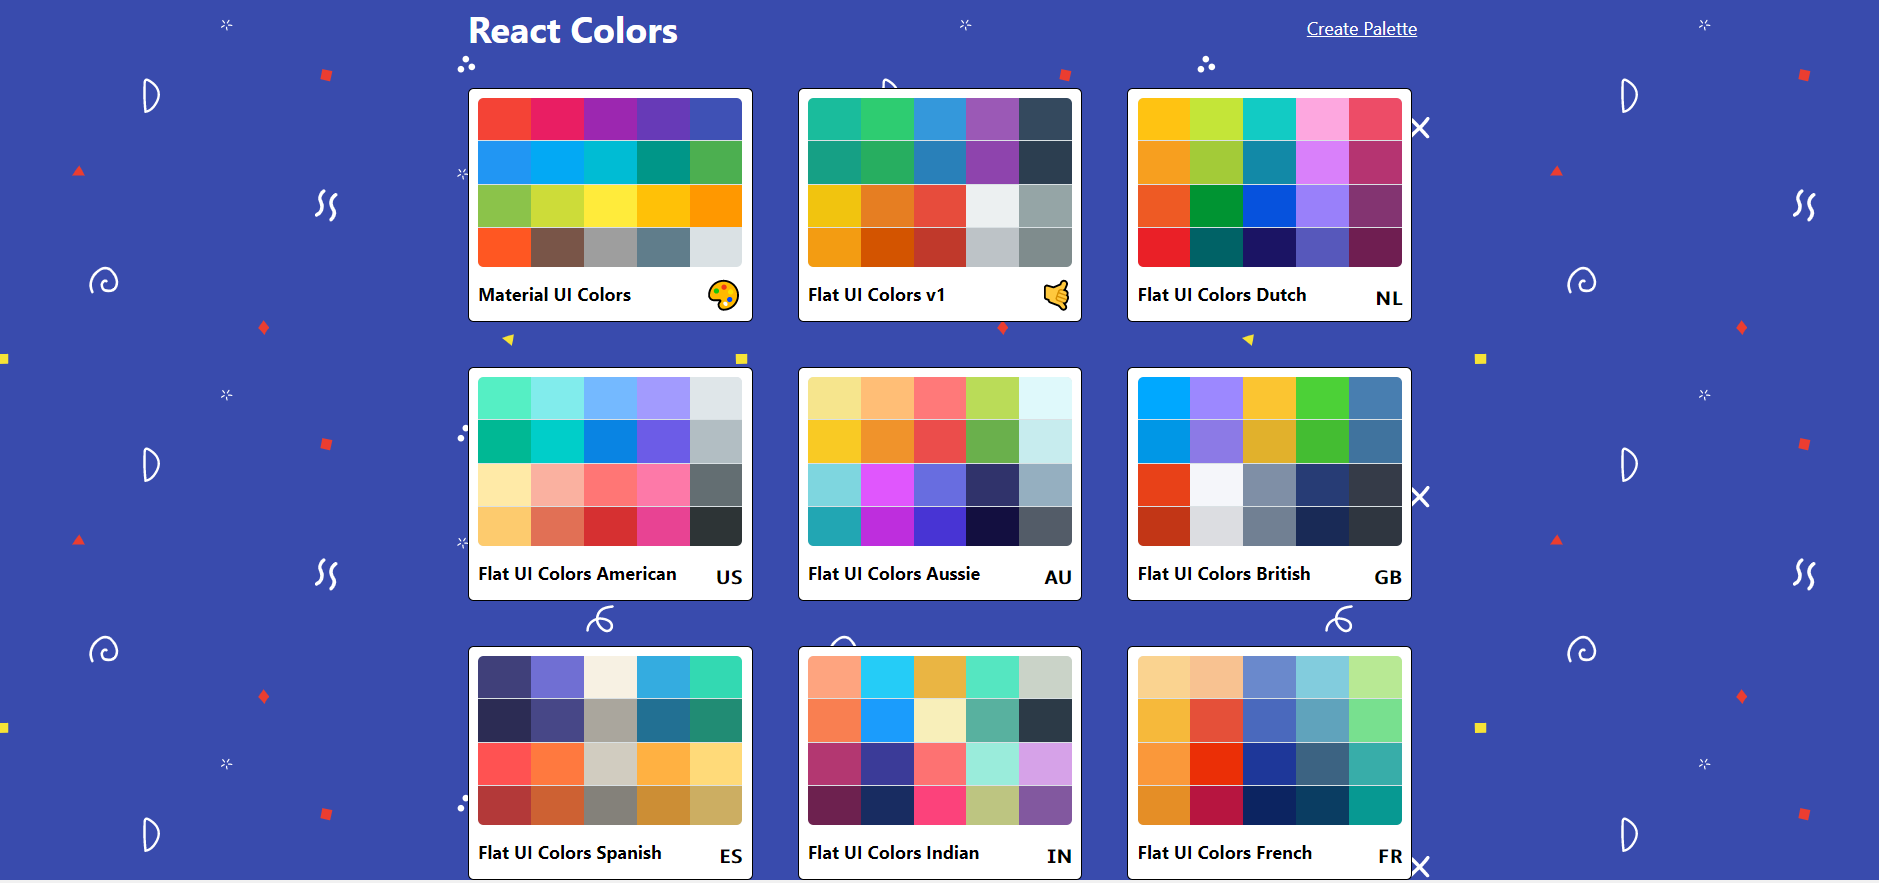 React Colors
Create Palette
Material UI Colors
Flat UI Colors v1
Flat UI Colors Dutch NL
Flat UI Colors American US
Flat UI Colors Aussie AU
Flat UI Colors British GB
Flat UI Colors Spanish ES
Flat UI Colors Indian IN
Flat UI Colors French FR